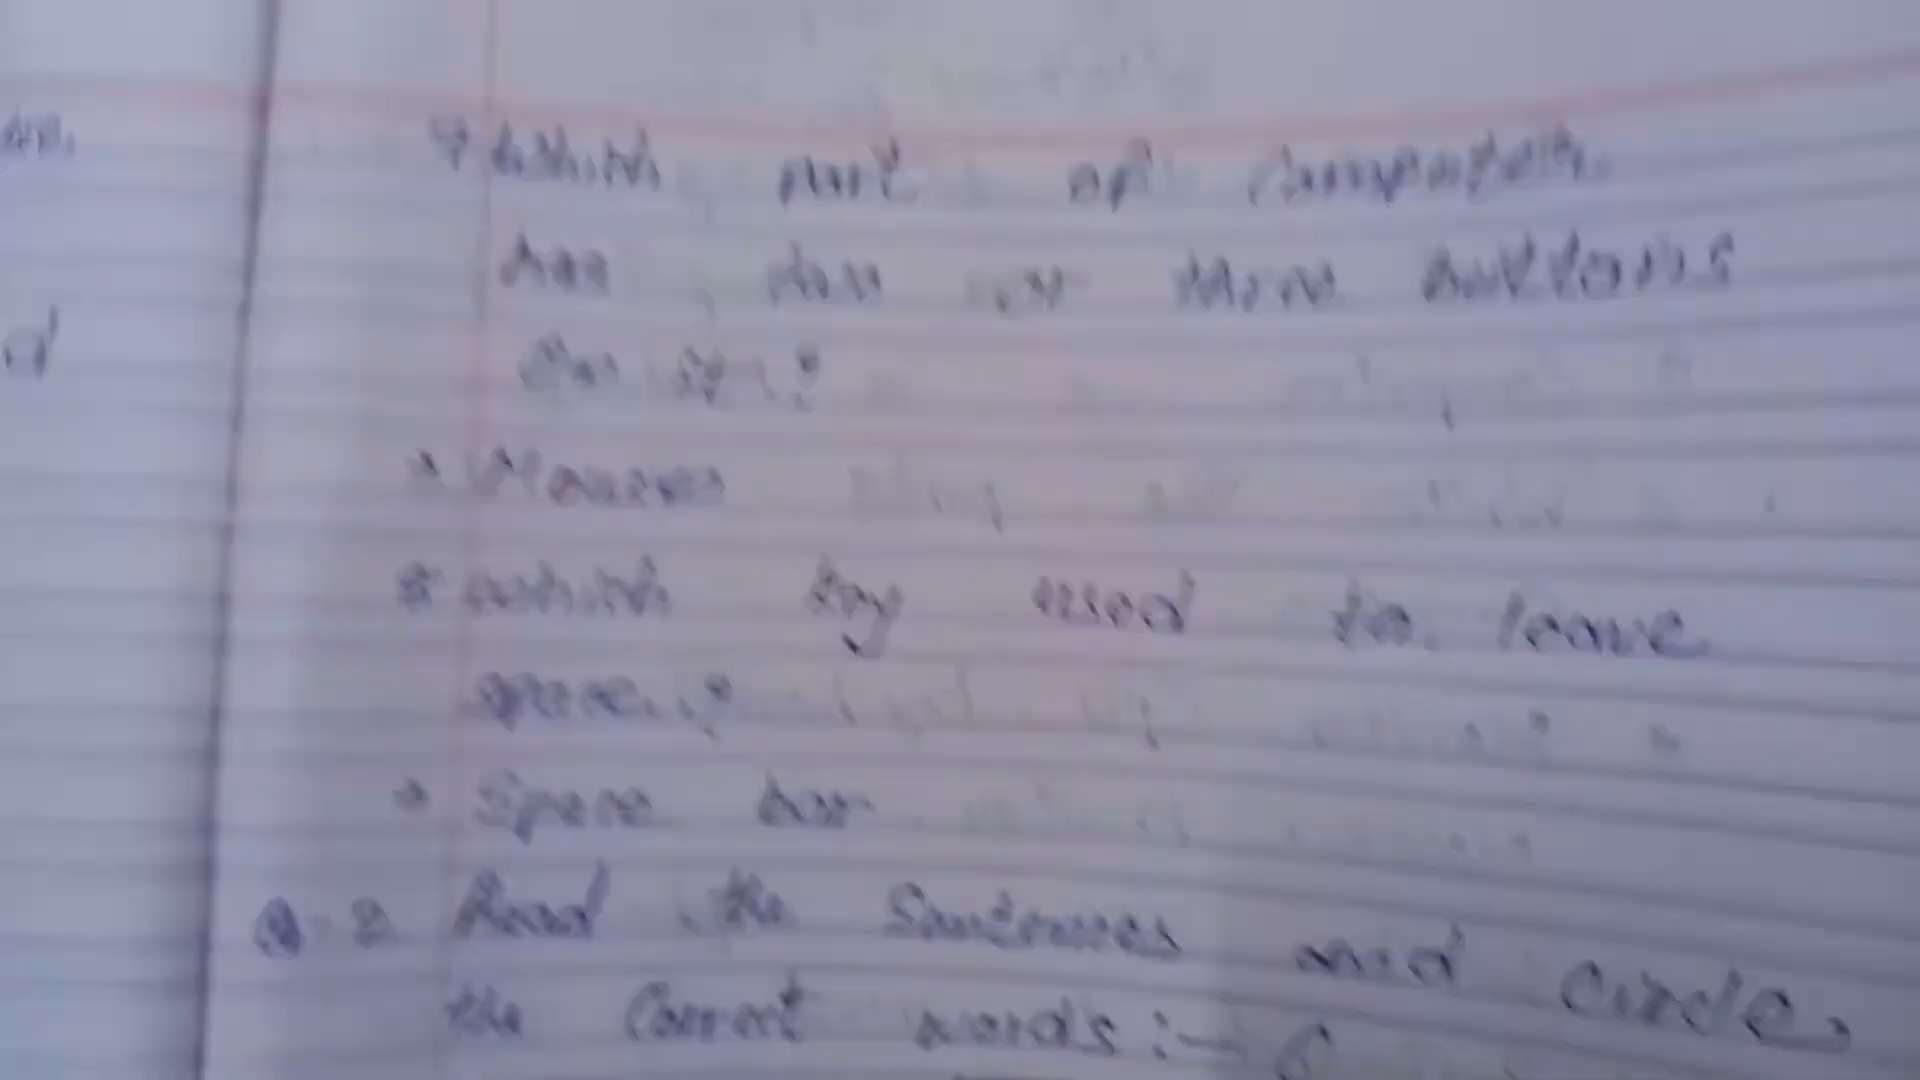 4 Which part of computer
has two or three buttons
on it ?
Mouse
which key used to leave
space ?
Space bar
Q-2 Read the Sentences and circle
the Correct words :-